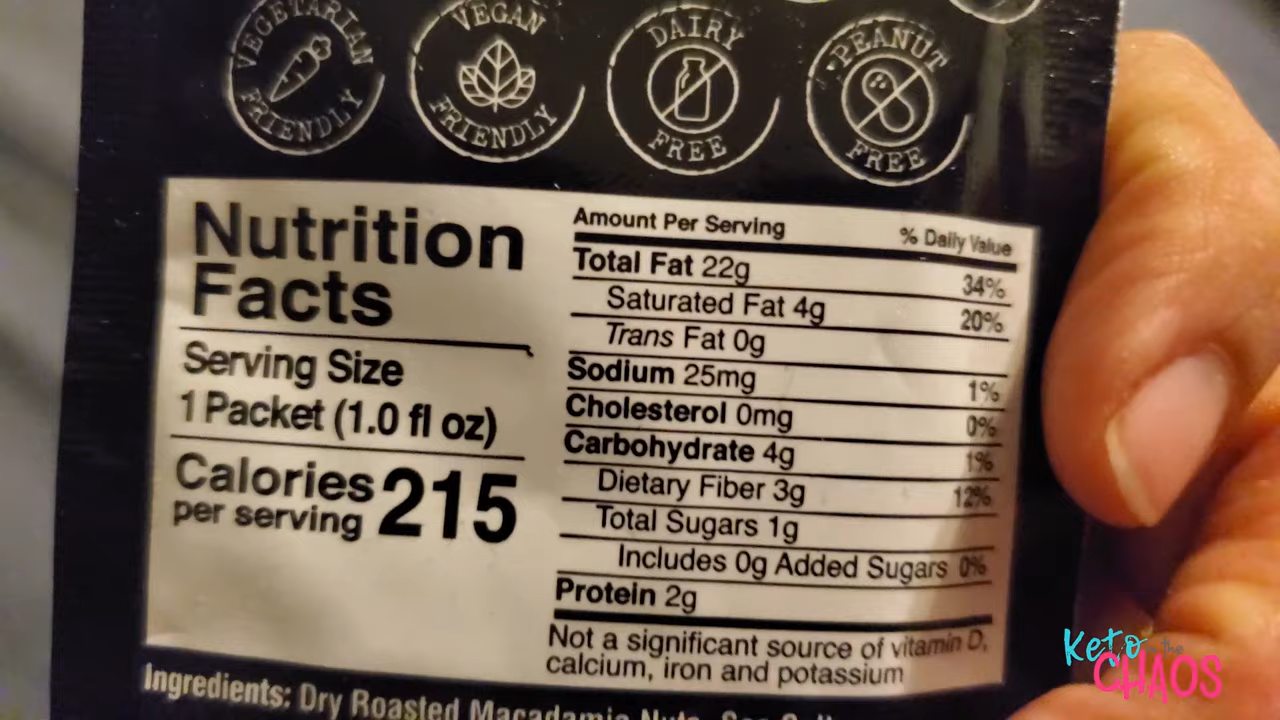 VEGETARIAN FRIENDLY
VEGAN FRIENDLY
DAIRY FREE
PEANUT FREE
Nutrition
Facts
Serving Size
1 Packet (1.0 fl oz)
Calories 215
per serving
Amount Per Serving
% Daily Value
Total Fat 22g 34%
Saturated Fat 4g 20%
Trans Fat 0g
Sodium 25mg 1%
Cholesterol 0mg 0%
Carbohydrate 4g 1%
Dietary Fiber 3g 12%
Total Sugars 1g
Includes 0g Added Sugars 0%
Protein 2g
Not a significant source of vitamin D,
calcium, iron and potassium
Ingredients: Dry Roasted Macadamia Nuts, Sea
Keto in the
CHAOS